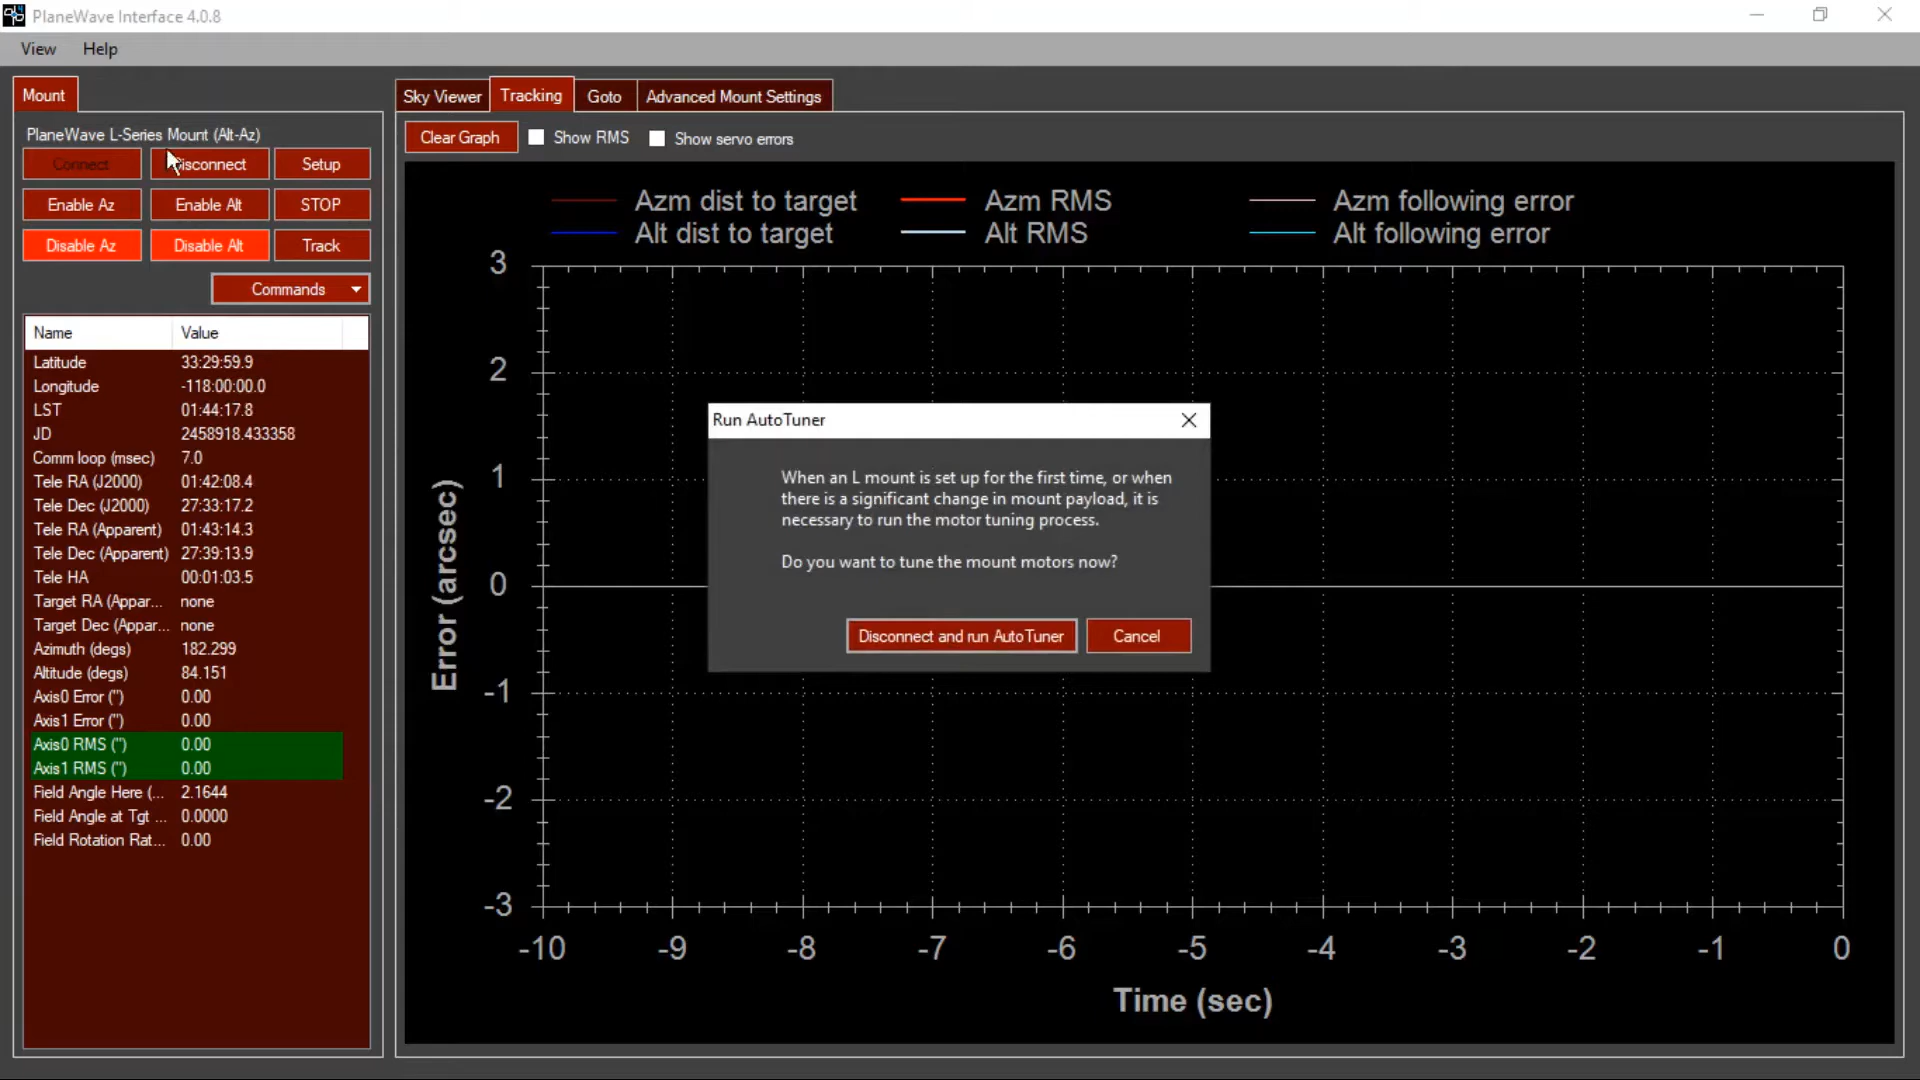 PlaneWave Interface 4.0.8
View Help
Mount
PlaneWave L-Series Mount (Alt-Az)
Connect Disconnect Setup
Enable Az Enable Alt STOP
Disable Az Disable Alt Track
Commands
Name Value
Latitude 33:29:59.9
Longitude -118:00:00.0
LST 01:44:17.8
JD 2458918.433358
Comm loop (msec) 7.0
Tele RA (J2000) 01:42:08.4
Tele Dec (J2000) 27:33:17.2
Tele RA (Apparent) 01:43:14.3
Tele Dec (Apparent) 27:39:13.9
Tele HA 00:01:03.5
Target RA (Appar... none
Target Dec (Appar... none
Azimuth (degs) 182.299
Altitude (degs) 84.151
Axis0 Error (") 0.00
Axis1 Error (") 0.00
Axis0 RMS (") 0.00
Axis1 RMS (") 0.00
Field Angle Here (... 2.1644
Field Angle at Tgt ... 0.0000
Field Rotation Rat... 0.00
Sky Viewer Tracking Goto Advanced Mount Settings
Clear Graph Show RMS Show servo errors
Azm dist to target Azm RMS Azm following error
Alt dist to target Alt RMS Alt following error
3
2
1
0
-1
-2
-3
Error (arcsec)
-10 -9 -8 -7 -6 -5 -4 -3 -2 -1 0
Time (sec)
Run AutoTuner
When an L mount is set up for the first time, or when
there is a significant change in mount payload, it is
necessary to run the motor tuning process.
Do you want to tune the mount motors now?
Disconnect and run AutoTuner Cancel